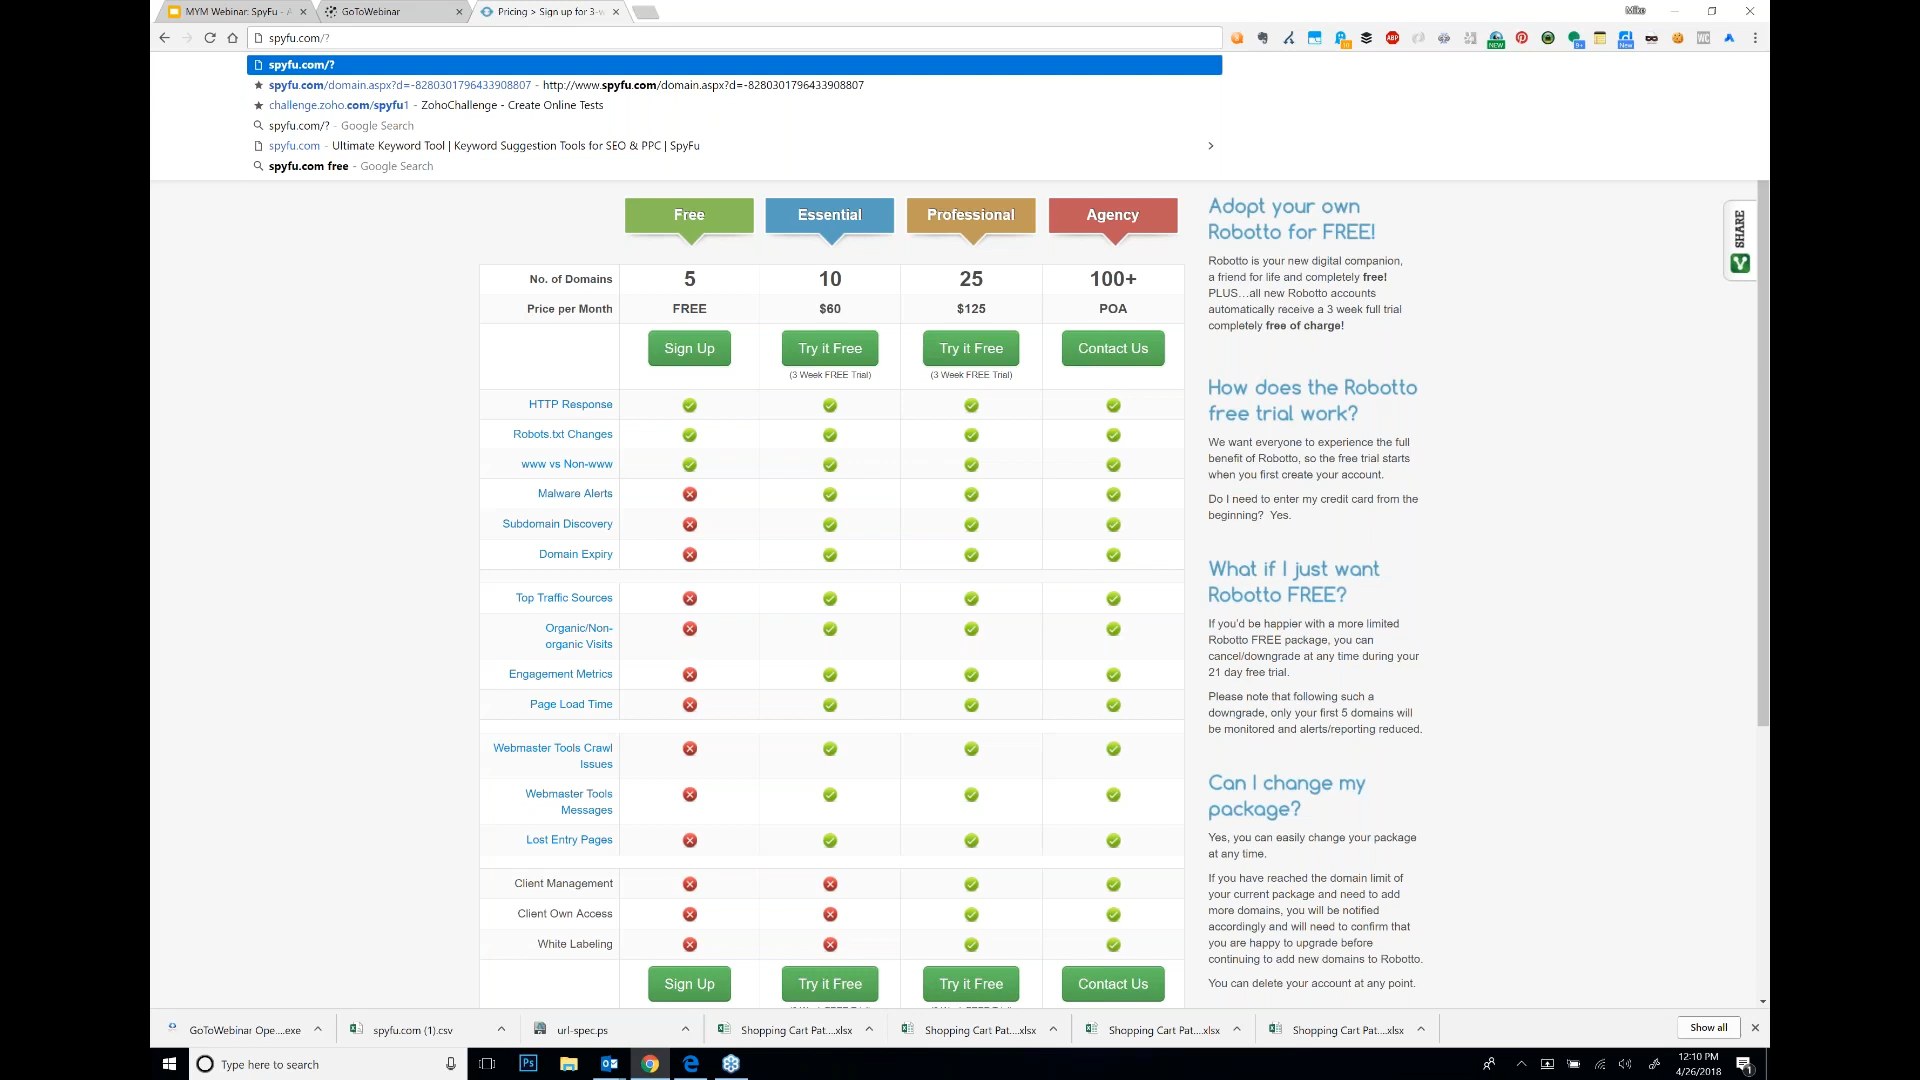 MYM Webinar: SpyFu - A
GoToWebinar
Pricing > Sign up for 3-w
Mike
spyfu.com/?
spyfu.com/?
spyfu.com/domain.aspx?d=-8280301796433908807 - http://www.spyfu.com/domain.aspx?d=-8280301796433908807
challenge.zoho.com/spyfu1 - ZohoChallenge - Create Online Tests
spyfu.com/? - Google Search
spyfu.com - Ultimate Keyword Tool | Keyword Suggestion Tools for SEO & PPC | SpyFu
spyfu.com free - Google Search
Free Essential Professional Agency
No. of Domains 5 10 25 100+
Price per Month FREE $60 $125 POA
Sign Up Try it Free Try it Free Contact Us
(3 Week FREE Trial) (3 Week FREE Trial)
HTTP Response
Robots.txt Changes
www vs Non-www
Malware Alerts
Subdomain Discovery
Domain Expiry
Top Traffic Sources
Organic/Non-
organic Visits
Engagement Metrics
Page Load Time
Webmaster Tools Crawl
Issues
Webmaster Tools
Messages
Lost Entry Pages
Client Management
Client Own Access
White Labeling
Sign Up Try it Free Try it Free Contact Us
Adopt your own
Robotto for FREE!
Robotto is your new digital companion,
a friend for life and completely free!
PLUS...all new Robotto accounts
automatically receive a 3 week full trial
completely free of charge!
How does the Robotto
free trial work?
We want everyone to experience the full
benefit of Robotto, so the free trial starts
when you first create your account.
Do I need to enter my credit card from the
beginning? Yes.
What if I just want
Robotto FREE?
If you'd be happier with a more limited
Robotto FREE package, you can
cancel/downgrade at any time during your
21 day free trial.
Please note that following such a
downgrade, only your first 5 domains will
be monitored and alerts/reporting reduced.
Can I change my
package?
Yes, you can easily change your package
at any time.
If you have reached the domain limit of
your current package and need to add
more domains, you will be notified
accordingly and will need to confirm that
you are happy to upgrade before
continuing to add new domains to Robotto.
You can delete your account at any point.
SHARE
GoToWebinar Ope....exe
spyfu.com (1).csv
url-spec.ps
Shopping Cart Pat....xlsx
Shopping Cart Pat....xlsx
Shopping Cart Pat....xlsx
Shopping Cart Pat....xlsx
Show all
Type here to search
12:10 PM
4/26/2018